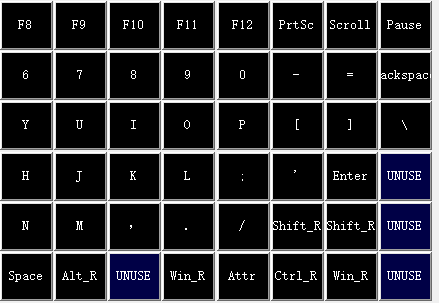 F8 F9 F10 F11 F12 PrtSc Scroll Pause
6 7 8 9 0 - = ackspac
Y U I O P [ ] \
H J K L ; ' Enter UNUSE
N M , . / Shift_R Shift_R UNUSE
Space Alt_R UNUSE Win_R Attr Ctrl_R Win_R UNUSE